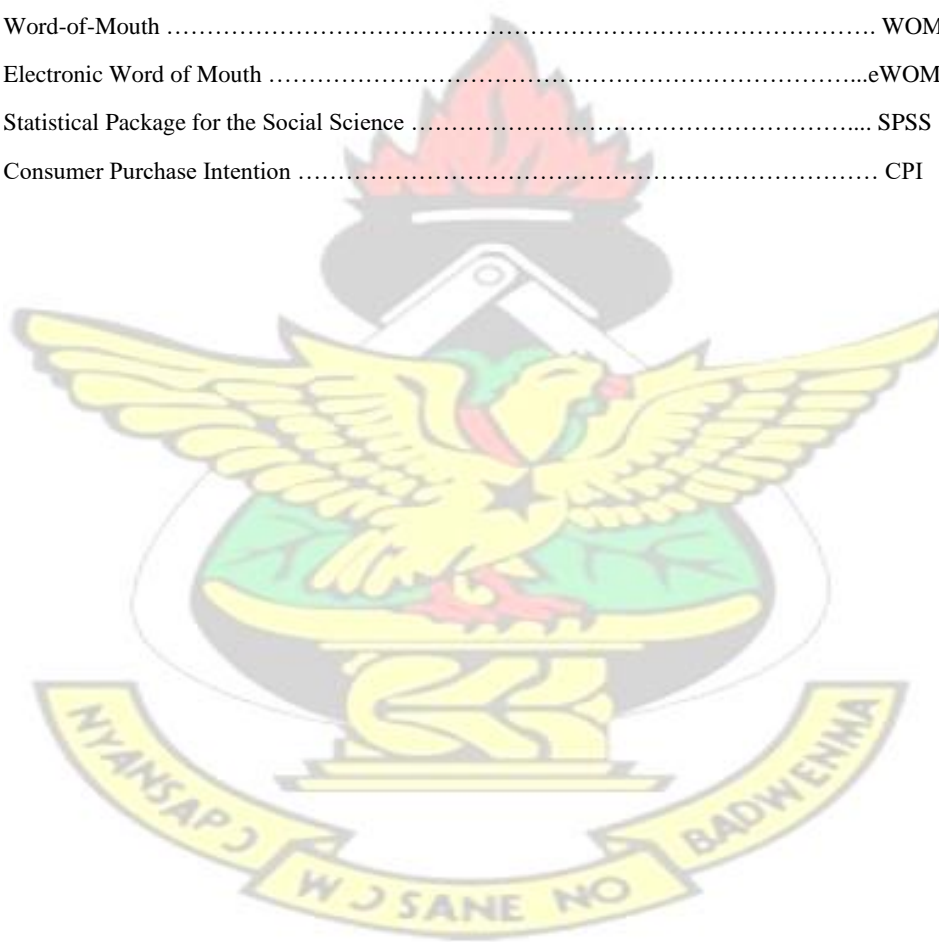 Word-of-Mouth ……………………………………………………………………. WOM
Electronic Word of Mouth …………………………………………………………...eWOM
Statistical Package for the Social Science ………………………………………….... SPSS
Consumer Purchase Intention ……………………………………………………… CPI
NYANSAPƆ
WƆSANE NO
BADWENMA